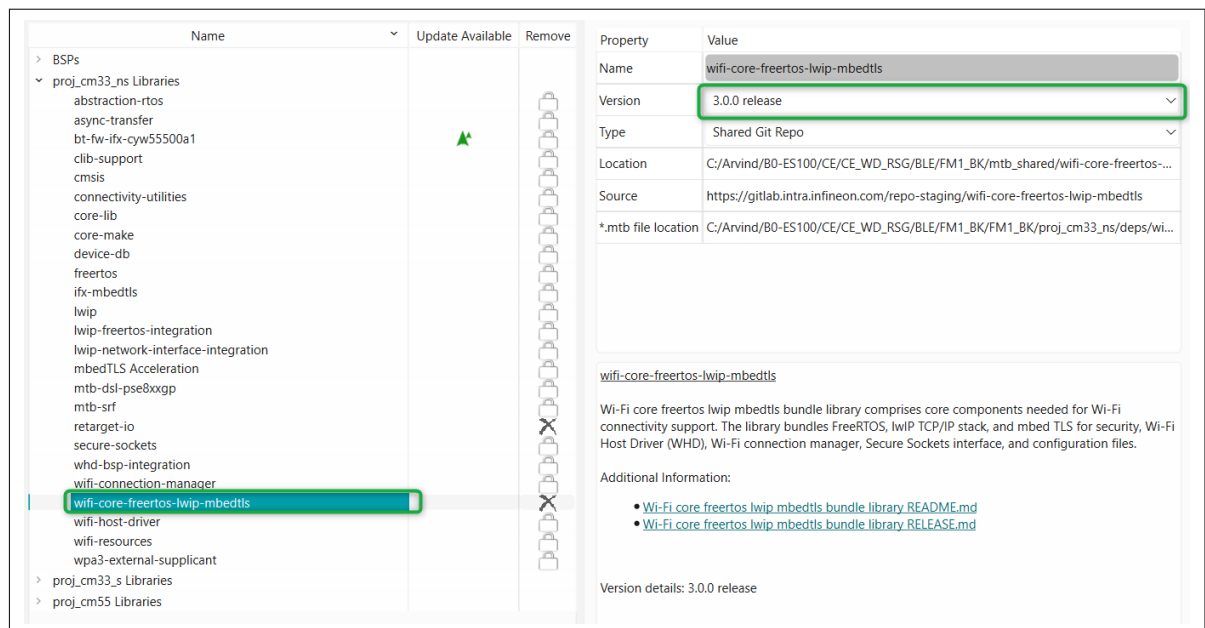 Name Update Available Remove
BSPs
proj_cm33_ns Libraries
abstraction-rtos
async-transfer
bt-fw-ifx-cyw55500a1
clib-support
cmsis
connectivity-utilities
core-lib
core-make
device-db
freertos
ifx-mbedtls
lwip
lwip-freertos-integration
lwip-network-interface-integration
mbedTLS Acceleration
mtb-dsl-pse8xxgp
mtb-srf
retarget-io
secure-sockets
whd-bsp-integration
wifi-connection-manager
wifi-core-freertos-lwip-mbedtls
wifi-host-driver
wifi-resources
wpa3-external-supplicant
proj_cm33_s Libraries
proj_cm55 Libraries
Property Value
Name wifi-core-freertos-lwip-mbedtls
Version 3.0.0 release
Type Shared Git Repo
Location C:/Arvind/B0-ES100/CE/CE_WD_RSG/BLE/FM1_BK/mtb_shared/wifi-core-freertos-...
Source https://gitlab.intra.infineon.com/repo-staging/wifi-core-freertos-lwip-mbedtls
*.mtb file location C:/Arvind/B0-ES100/CE/CE_WD_RSG/BLE/FM1_BK/FM1_BK/proj_cm33_ns/deps/wi...
wifi-core-freertos-lwip-mbedtls
Wi-Fi core freertos lwip mbedtls bundle library comprises core components needed for Wi-Fi
connectivity support. The library bundles FreeRTOS, lwIP TCP/IP stack, and mbed TLS for security, Wi-Fi
Host Driver (WHD), Wi-Fi connection manager, Secure Sockets interface, and configuration files.
Additional Information:
• Wi-Fi core freertos lwip mbedtls bundle library README.md
• Wi-Fi core freertos lwip mbedtls bundle library RELEASE.md
Version details: 3.0.0 release